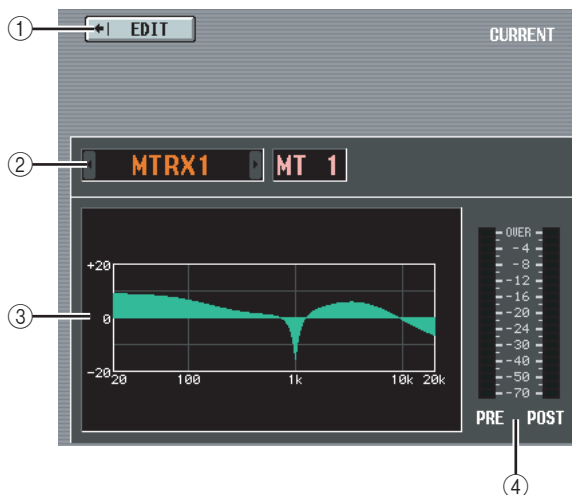 ①
EDIT
CURRENT
②
MTRX1
MT 1
③
+20
0
-20
20
100
1k
10k
20k
OVER
-4
-8
-12
-16
-20
-24
-30
-40
-50
-70
PRE
POST
④